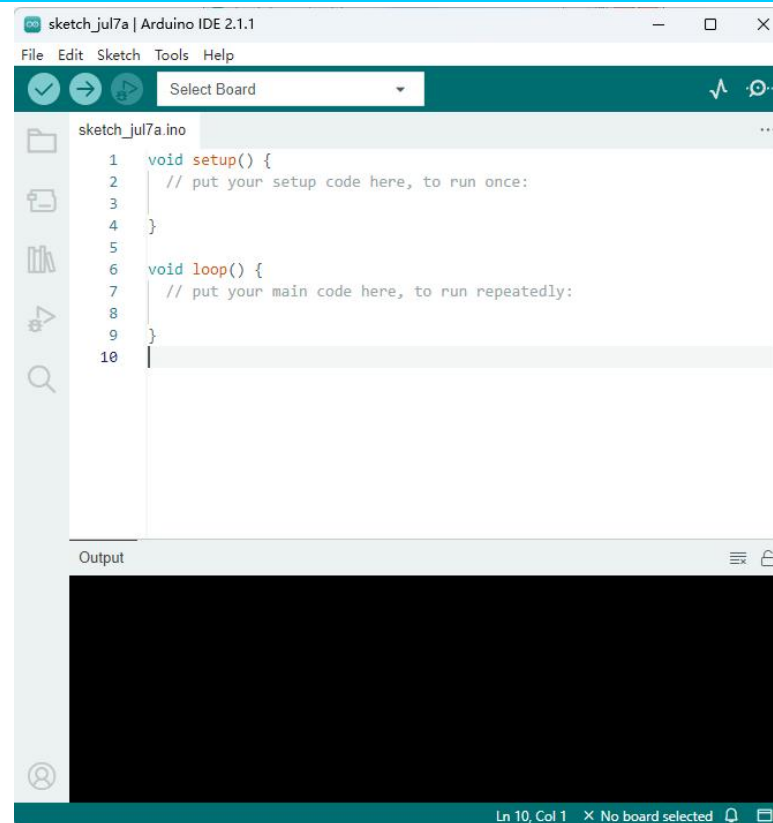 sketch_jul7a | Arduino IDE 2.1.1
File Edit Sketch Tools Help
Select Board
sketch_jul7a.ino
1 void setup() {
2 // put your setup code here, to run once:
3
4 }
5
6 void loop() {
7 // put your main code here, to run repeatedly:
8
9 }
10
Output
Ln 10, Col 1 × No board selected